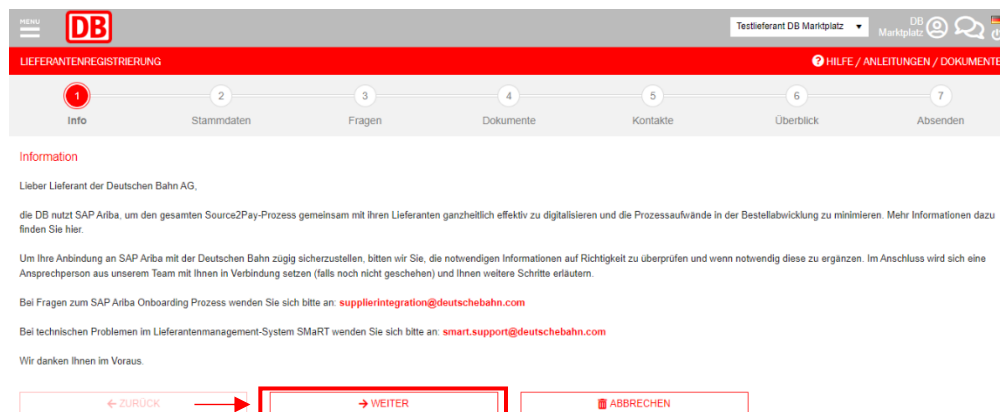 MENU
DB
Testlieferant DB Marktplatz
DB
Marktplatz
LIEFERANTENREGISTRIERUNG
? HILFE / ANLEITUNGEN / DOKUMENTE
1 2 3 4 5 6 7
Info Stammdaten Fragen Dokumente Kontakte Überblick Absenden
Information
Lieber Lieferant der Deutschen Bahn AG,
die DB nutzt SAP Ariba, um den gesamten Source2Pay-Prozess gemeinsam mit ihren Lieferanten ganzheitlich effektiv zu digitalisieren und die Prozessaufwände in der Bestellabwicklung zu minimieren. Mehr Informationen dazu
finden Sie hier.
Um Ihre Anbindung an SAP Ariba mit der Deutschen Bahn zügig sicherzustellen, bitten wir Sie, die notwendigen Informationen auf Richtigkeit zu überprüfen und wenn notwendig diese zu ergänzen. Im Anschluss wird sich eine
Ansprechperson aus unserem Team mit Ihnen in Verbindung setzen (falls noch nicht geschehen) und Ihnen weitere Schritte erläutern.
Bei Fragen zum SAP Ariba Onboarding Prozess wenden Sie sich bitte an: supplierintegration@deutschebahn.com
Bei technischen Problemen im Lieferantenmanagement-System SMaRT wenden Sie sich bitte an: smart.support@deutschebahn.com
Wir danken Ihnen im Voraus.
← ZURÜCK → WEITER ABBRECHEN